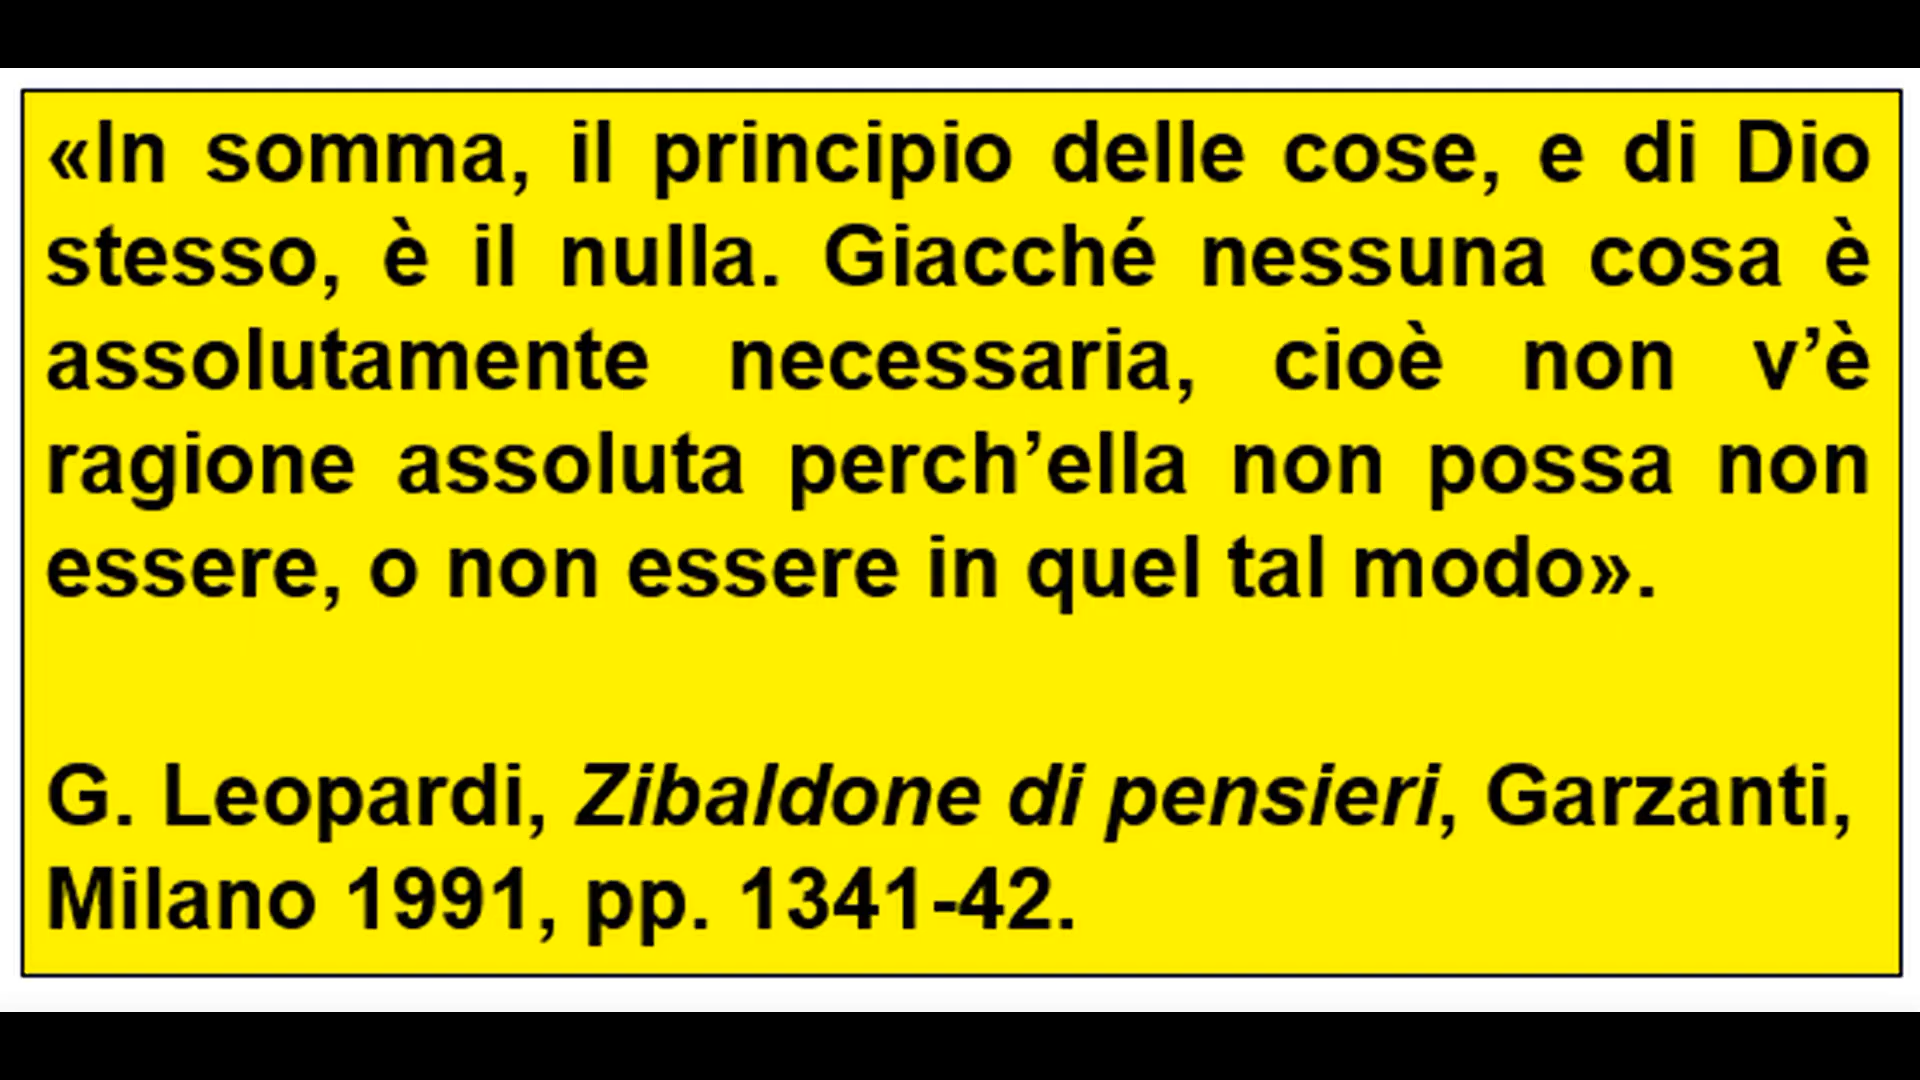 «In somma, il principio delle cose, e di Dio
stesso, è il nulla. Giacché nessuna cosa è
assolutamente necessaria, cioè non v’è
ragione assoluta perch’ella non possa non
essere, o non essere in quel tal modo».
G. Leopardi, Zibaldone di pensieri, Garzanti,
Milano 1991, pp. 1341-42.